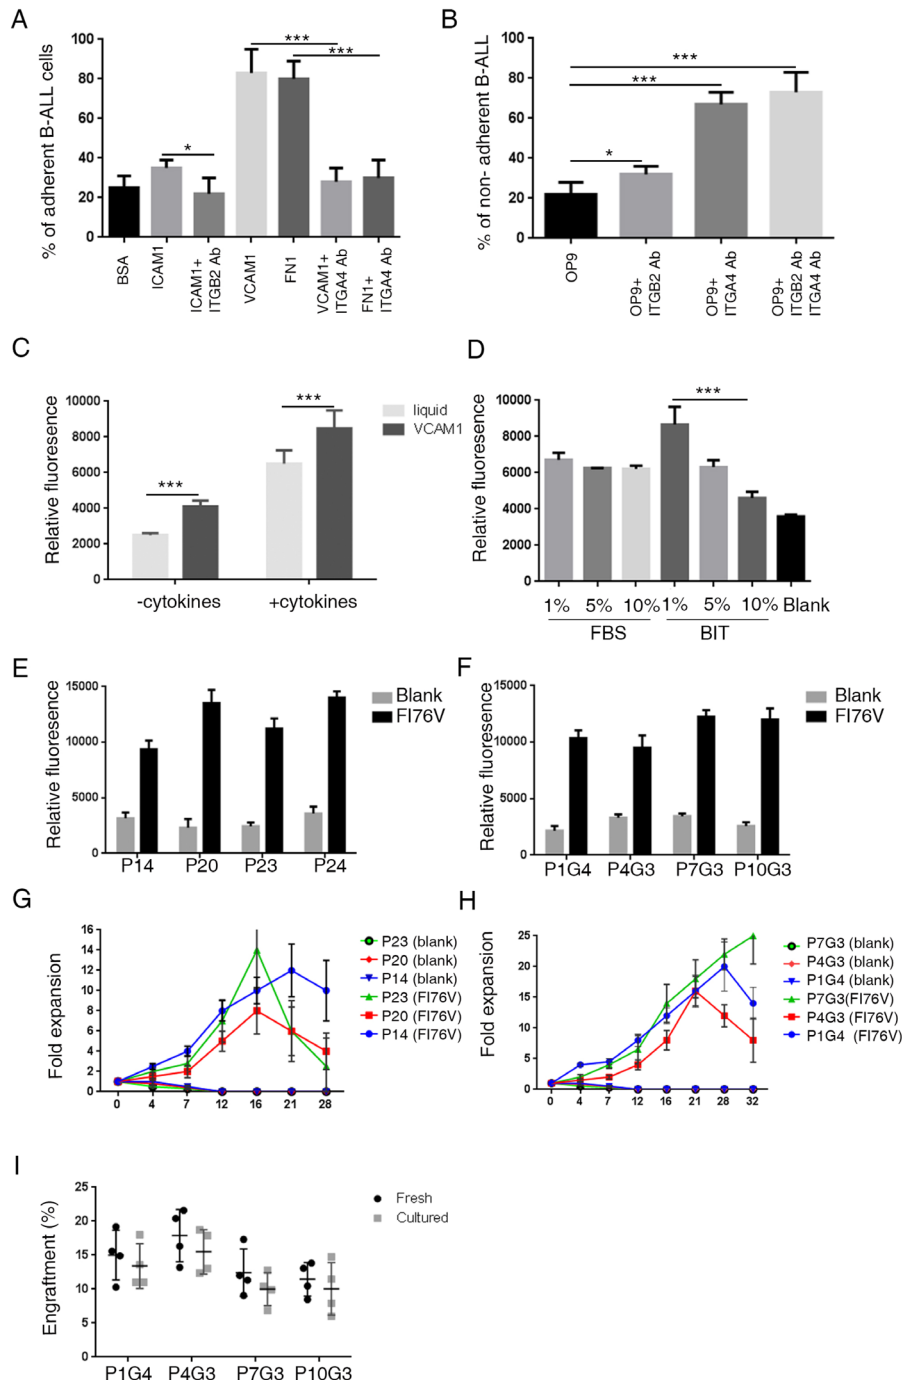 A
% of adherent B-ALL cells
100
80
60
40
20
0
***
***
*
BSA
ICAM1
ICAM1+
ITGB2 Ab
VCAM1
FN1
VCAM1+
ITGA4 Ab
FN1+
ITGA4 Ab
B
% of non- adherent B-ALL
100
80
60
40
20
0
***
***
*
OP9
OP9+
ITGB2 Ab
OP9+
ITGA4 Ab
OP9+
ITGB2 Ab
ITGA4 Ab
C
Relative fluoresence
10000
8000
6000
4000
2000
0
***
***
liquid
VCAM1
-cytokines
+cytokines
D
Relative fluoresence
10000
8000
6000
4000
2000
0
***
1% 5% 10% 1% 5% 10% Blank
FBS BIT
E
Relative fluoresence
15000
10000
5000
0
Blank
FI76V
P14 P20 P23 P24
F
Relative fluoresence
15000
10000
5000
0
Blank
FI76V
P1G4 P4G3 P7G3 P10G3
G
Fold expansion
16
14
12
10
8
6
4
2
0
0 4 7 12 16 21 28
P23 (blank)
P20 (blank)
P14 (blank)
P23 (FI76V)
P20 (FI76V)
P14 (FI76V)
H
Fold expansion
25
20
15
10
5
0
0 4 7 12 16 21 28 32
P7G3 (blank)
P4G3 (blank)
P1G4 (blank)
P7G3(FI76V)
P4G3 (FI76V)
P1G4 (FI76V)
I
Engraftment (%)
25
20
15
10
5
0
Fresh
Cultured
P1G4 P4G3 P7G3 P10G3